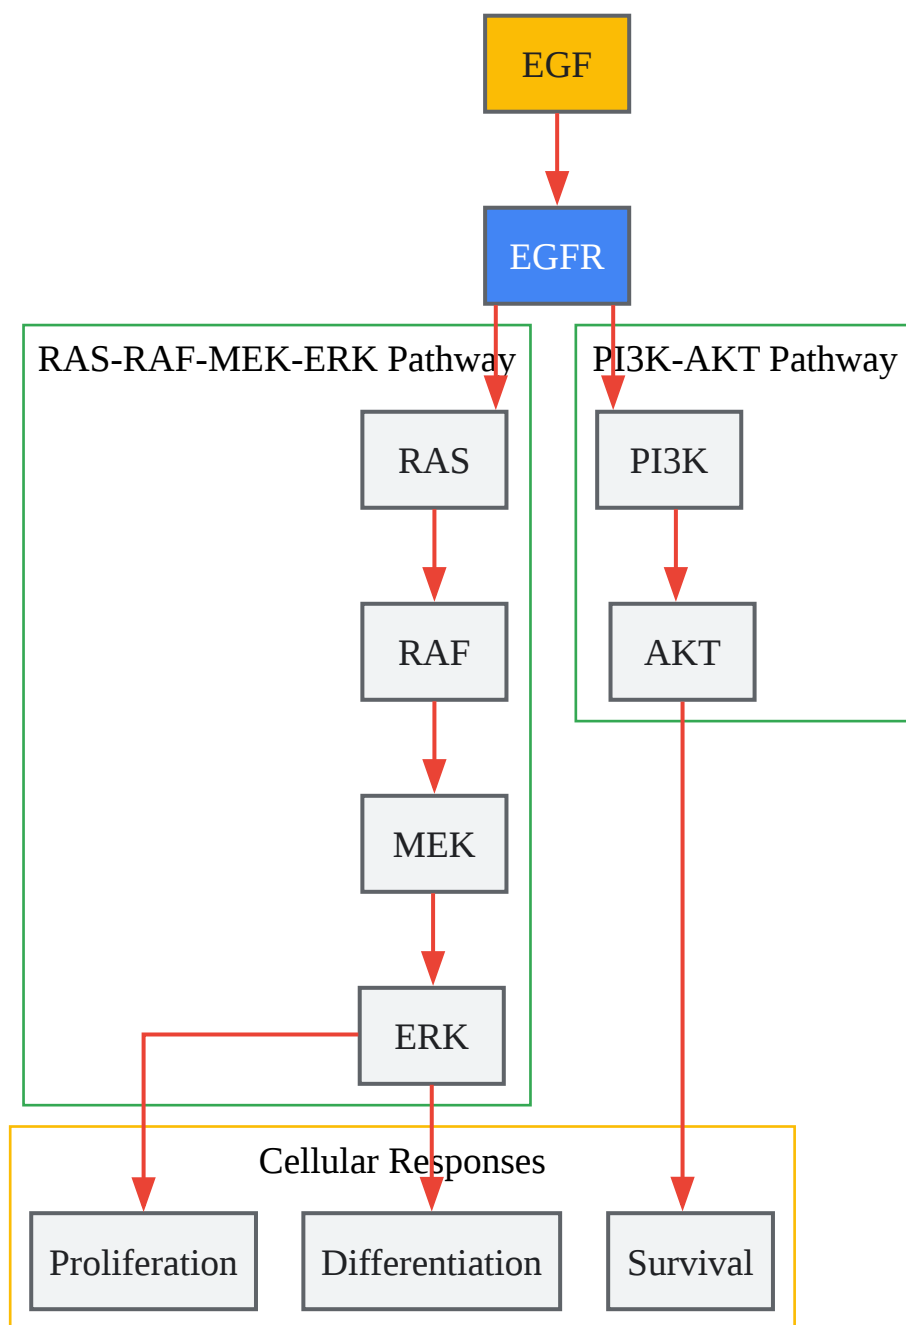 EGF
EGFR
RAS-RAF-MEK-ERK Pathway
PI3K-AKT Pathway
RAS
PI3K
RAF
AKT
MEK
ERK
Cellular Responses
Proliferation
Differentiation
Survival